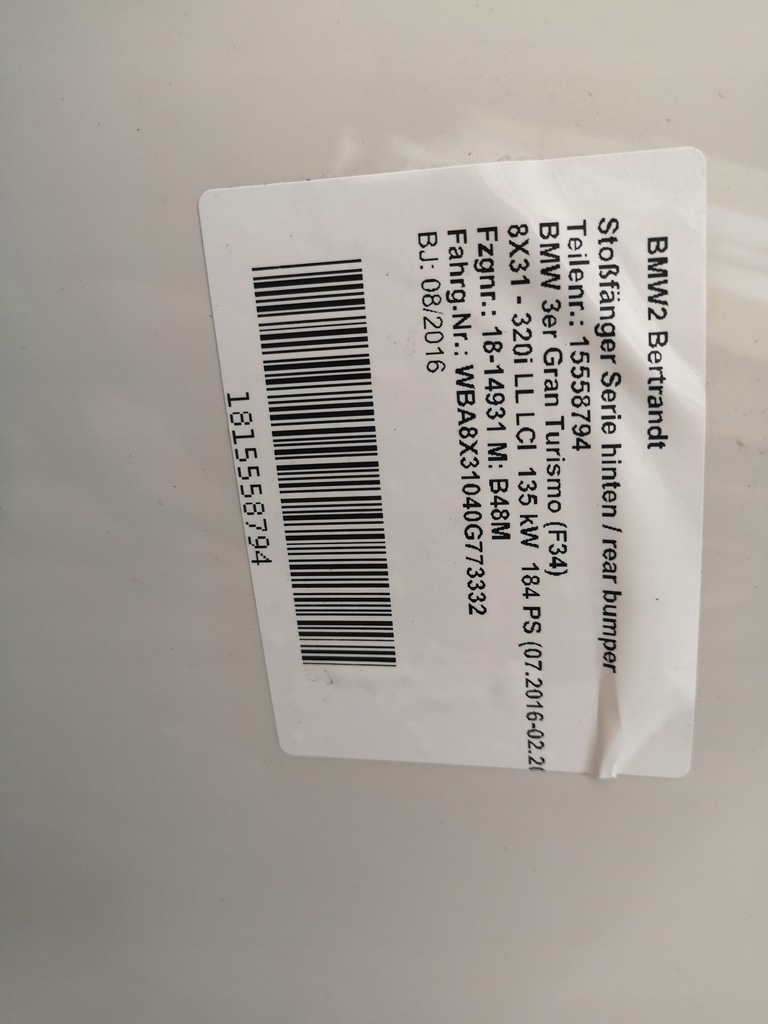 BMW2 Bertrandt
Stoßfänger Serie hinten / rear bumper
Teilenr.: 15558794
BMW 3er Gran Turismo (F34)
8X31 - 320i LL LCI 135 kW 184 PS (07.2016-02.20
Fzgnr.: 18-14931 M: B48M
Fahrg.Nr.: WBA8X31040G773332
BJ: 08/2016
1815558794